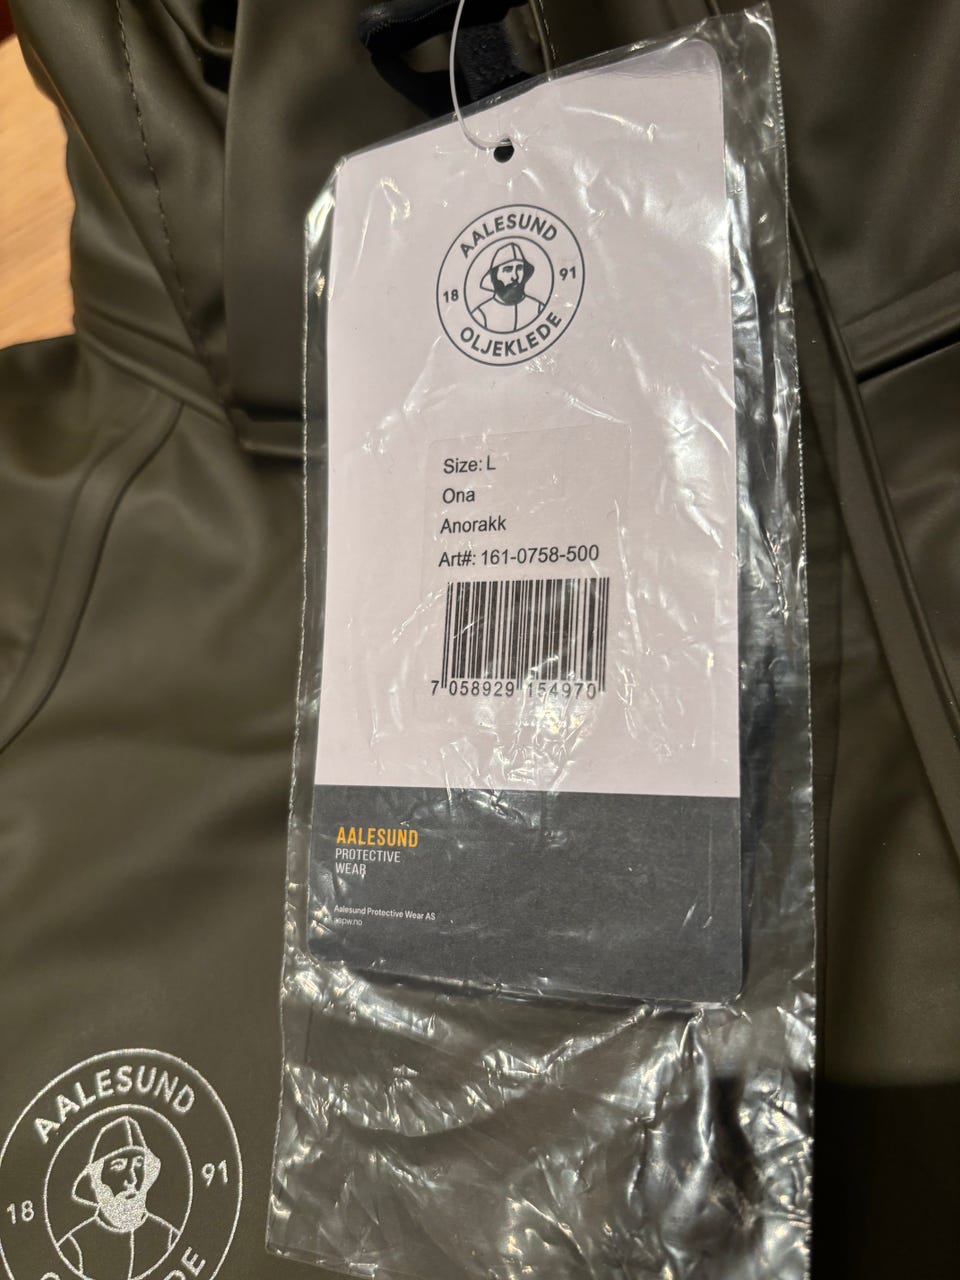 AALESUND
18 91
OLJEKLEDE
Size: L
Ona
Anorakk
Art#: 161-0758-500
7 058929 154970
AALESUND
PROTECTIVE
WEAR
Aalesund Protective Wear AS
AALESUND
18 91